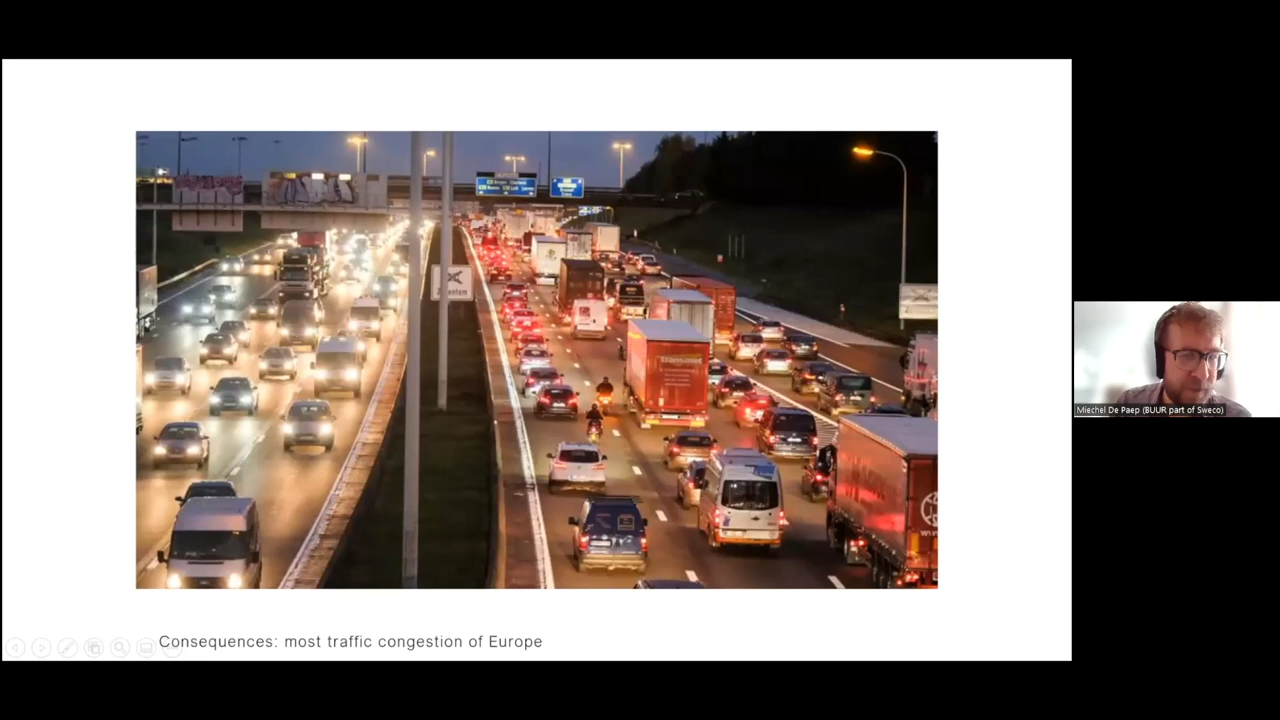 Miechel De Paep (BUUR part of Sweco)
Consequences: most traffic congestion of Europe